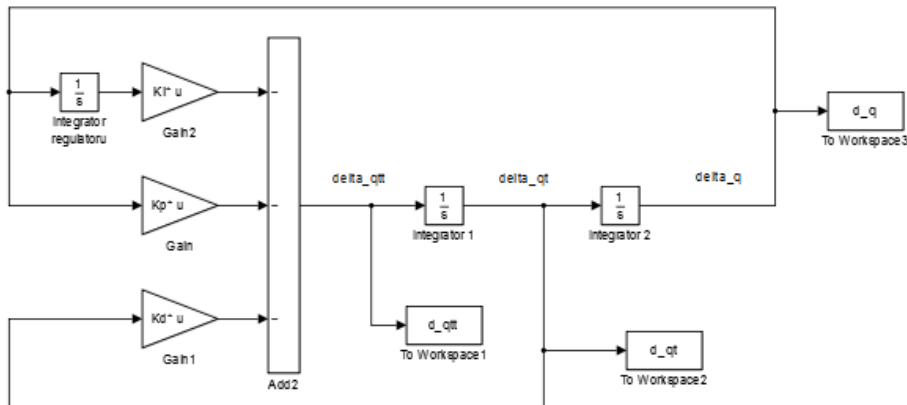 1
s
Integrator
regulatoru
KI* u
Gain2
Kp* u
Gain
Kd* u
Gain1
−
−
−
Add2
delta_qtt
1
s
Integrator 1
delta_qt
1
s
Integrator 2
delta_q
d_q
To Workspace3
d_qtt
To Workspace1
d_qt
To Workspace2